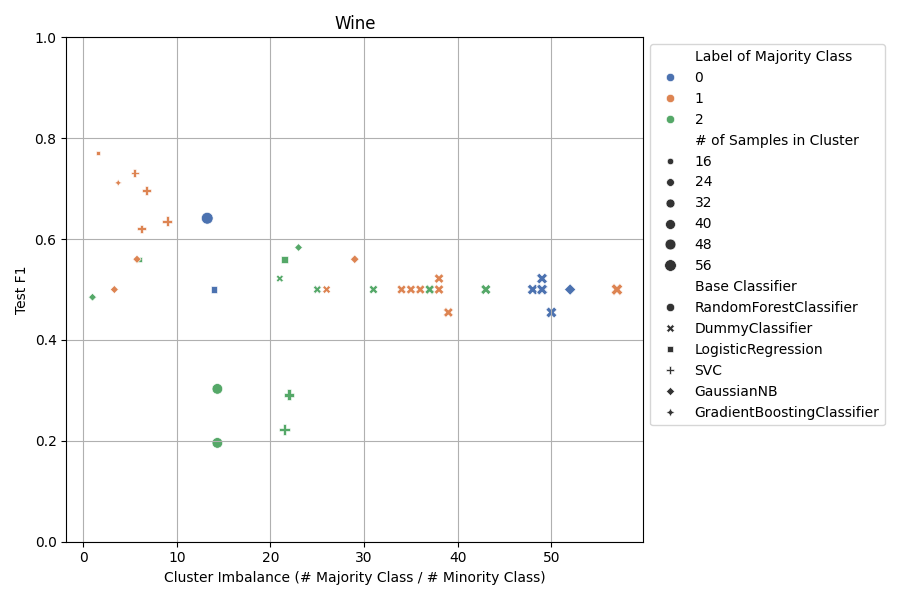 Wine
1.0
0.8
0.6
0.4
0.2
0.0
Test F1
0 10 20 30 40 50
Cluster Imbalance (# Majority Class / # Minority Class)
Label of Majority Class
0
1
2
# of Samples in Cluster
16
24
32
40
48
56
Base Classifier
RandomForestClassifier
DummyClassifier
LogisticRegression
SVC
GaussianNB
GradientBoostingClassifier